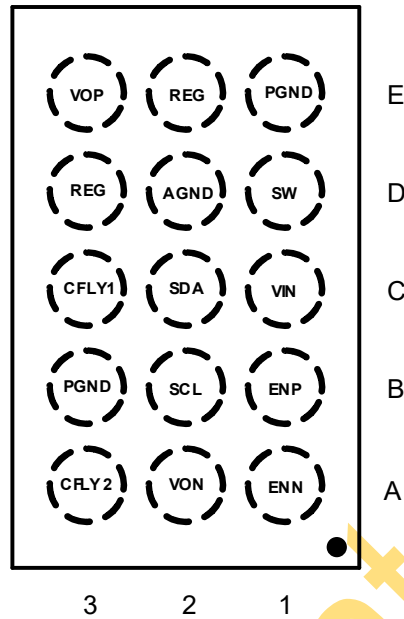 VOP REG PGND E
REG AGND SW D
CFLY1 SDA VIN C
PGND SCL ENP B
CFLY2 VON ENN A
3 2 1